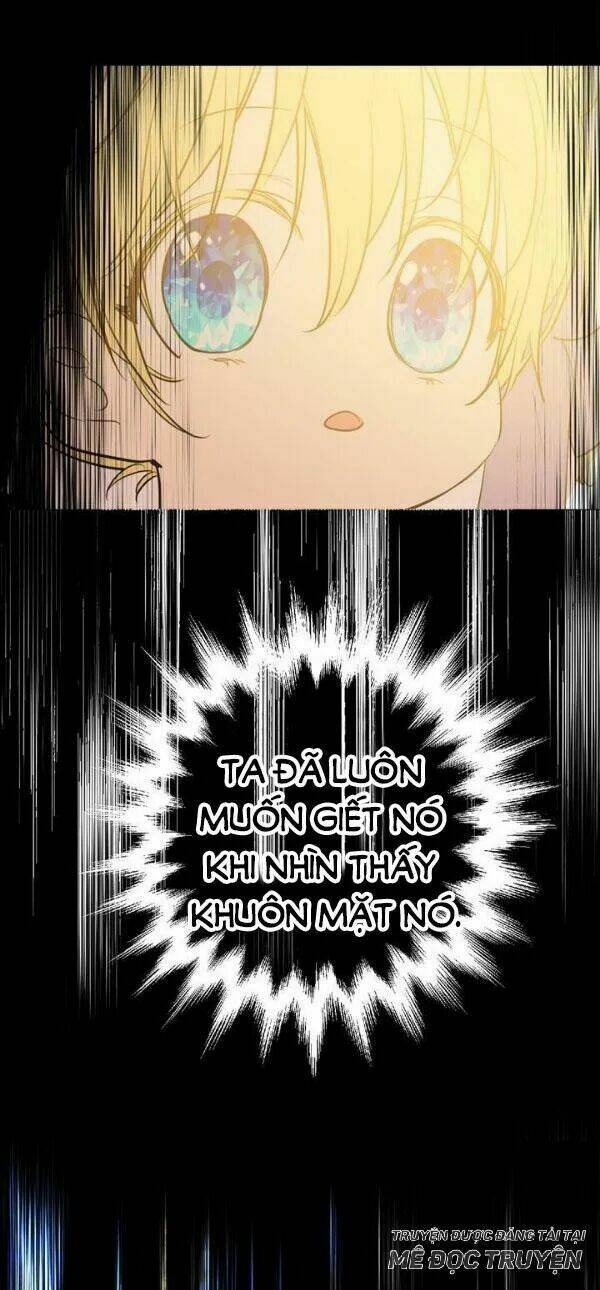 TA ĐÃ LUÔN
MUỐN GIẾT NÓ
KHI NHÌN THẤY
KHUÔN MẶT NÓ.
TRUYỆN ĐƯỢC ĐĂNG TẢI TẠI
MÊ ĐỌC TRUYỆN